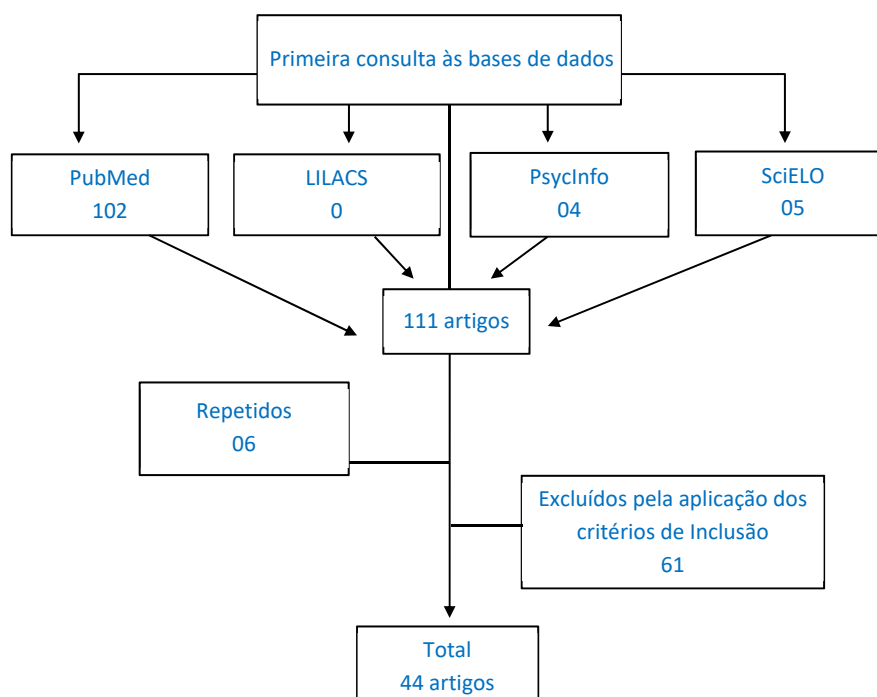 Primeira consulta às bases de dados
PubMed
102
LILACS
0
PsycInfo
04
SciELO
05
111 artigos
Repetidos
06
Excluídos pela aplicação dos
critérios de Inclusão
61
Total
44 artigos